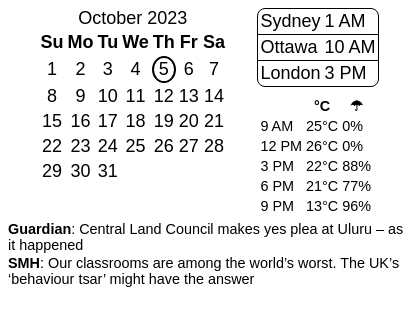 October 2023
Su Mo Tu We Th Fr Sa
1 2 3 4 5 6 7
8 9 10 11 12 13 14
15 16 17 18 19 20 21
22 23 24 25 26 27 28
29 30 31
Sydney 1 AM
Ottawa 10 AM
London 3 PM
°C ☂
9 AM 25°C 0%
12 PM 26°C 0%
3 PM 22°C 88%
6 PM 21°C 77%
9 PM 13°C 96%
Guardian: Central Land Council makes yes plea at Uluru – as
it happened
SMH: Our classrooms are among the world’s worst. The UK’s
‘behaviour tsar’ might have the answer